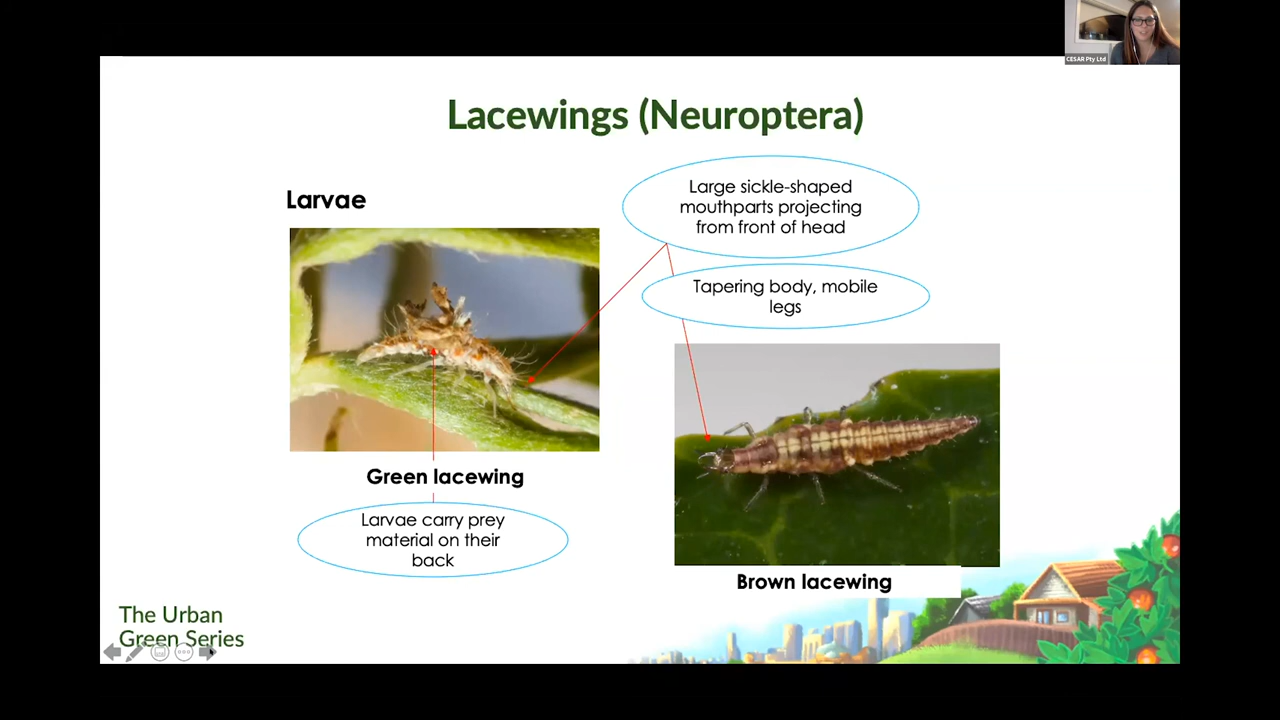 CESAR Pty Ltd
Lacewings (Neuroptera)
Larvae
Large sickle-shaped
mouthparts projecting
from front of head
Tapering body, mobile
legs
Green lacewing
Larvae carry prey
material on their
back
Brown lacewing
The Urban
Green Series